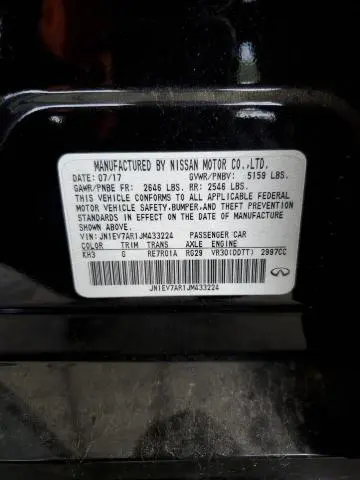 MANUFACTURED BY NISSAN MOTOR CO.,LTD.
DATE: 07/17 GVWR/PNBV: 5159 LBS.
GAWR/PNBE FR: 2646 LBS. RR: 2546 LBS.
THIS VEHICLE CONFORMS TO ALL APPLICABLE FEDERAL
MOTOR VEHICLE SAFETY,BUMPER,AND THEFT PREVENTION
STANDARDS IN EFFECT ON THE DATE OF MANUFACTURE
SHOWN ABOVE.
VIN: JN1EV7AR1JM433224 PASSENGER CAR
COLOR TRIM TRANS AXLE ENGINE
KH3 G RE7R01A RG29 VR30(DDTT) 2997CC
JN1EV7AR1JM433224